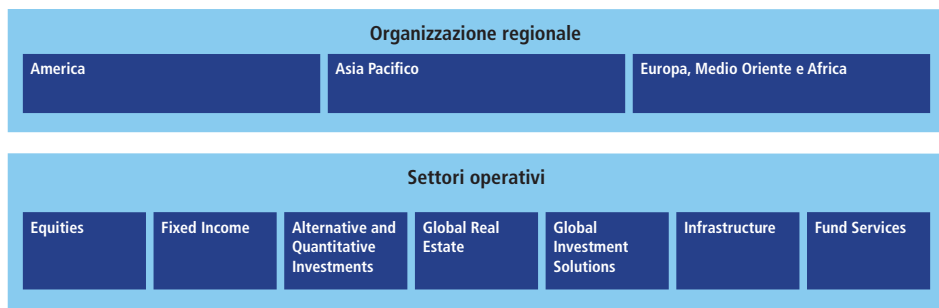 Organizzazione regionale
America
Asia Pacifico
Europa, Medio Oriente e Africa
Settori operativi
Equities
Fixed Income
Alternative and
Quantitative
Investments
Global Real
Estate
Global
Investment
Solutions
Infrastructure
Fund Services